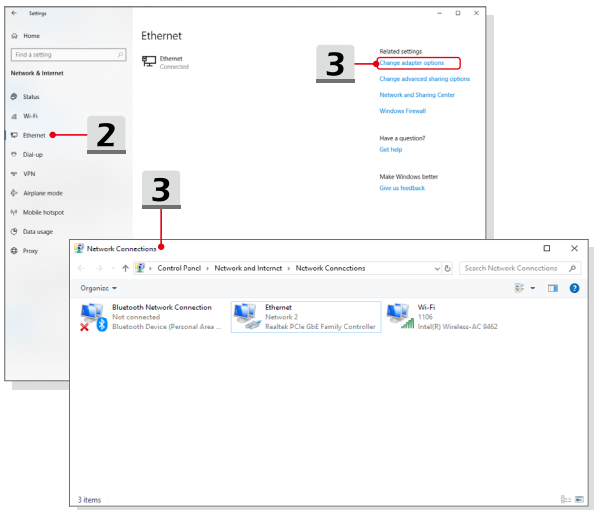 Settings
Home
Find a setting
Network & Internet
Status
Wi-Fi
Ethernet
Dial-up
VPN
Airplane mode
Mobile hotspot
Data usage
Proxy
2
Ethernet
Ethernet
Connected
3
Related settings
Change adapter options
Change advanced sharing options
Network and Sharing Center
Windows Firewall
Have a question?
Get help
Make Windows better
Give us feedback
3
Network Connections
Control Panel › Network and Internet › Network Connections
Search Network Connections
Organize
Bluetooth Network Connection
Not connected
Bluetooth Device (Personal Area ...
Ethernet
Network 2
Realtek PCIe GbE Family Controller
Wi-Fi
1106
Intel(R) Wireless-AC 9462
3 items